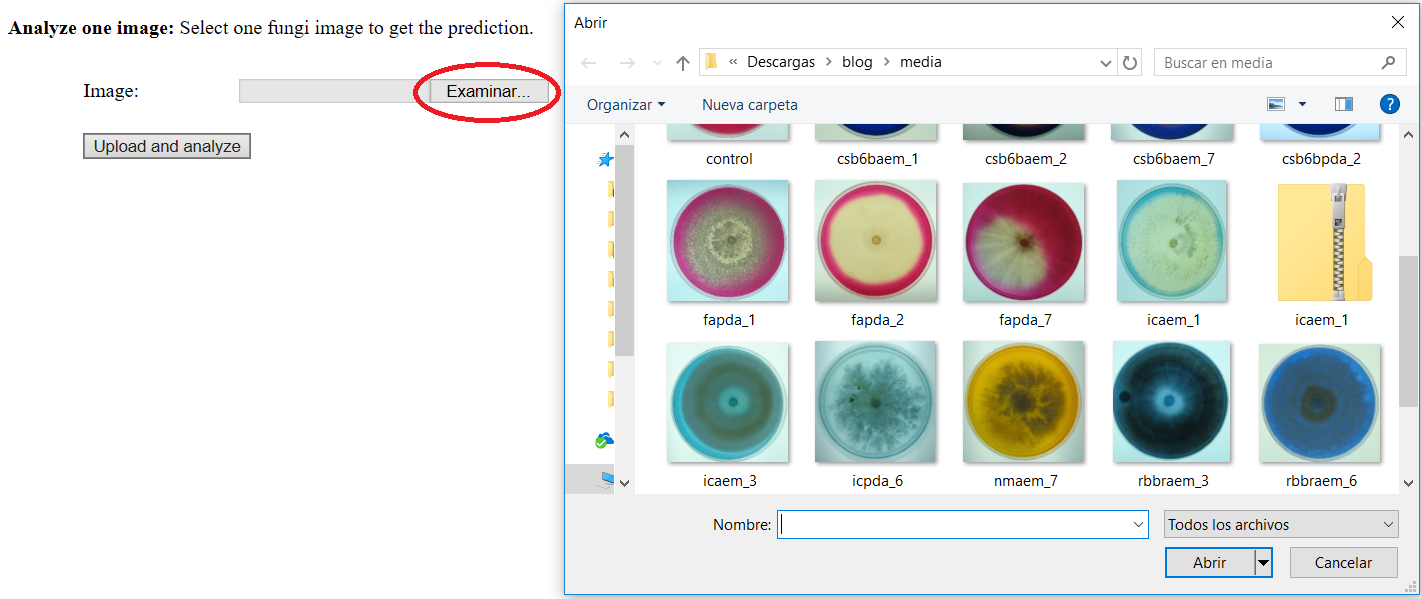 Analyze one image: Select one fungi image to get the prediction.
Image:
Examinar...
Upload and analyze
Abrir
« Descargas > blog > media
Buscar en media
Organizar
Nueva carpeta
?
control
csb6baem_1
csb6baem_2
csb6baem_7
csb6bpda_2
fapda_1
fapda_2
fapda_7
icaem_1
icaem_1
icaem_3
icpda_6
nmaem_7
rbbraem_3
rbbraem_6
Nombre:
Todos los archivos
Abrir
Cancelar